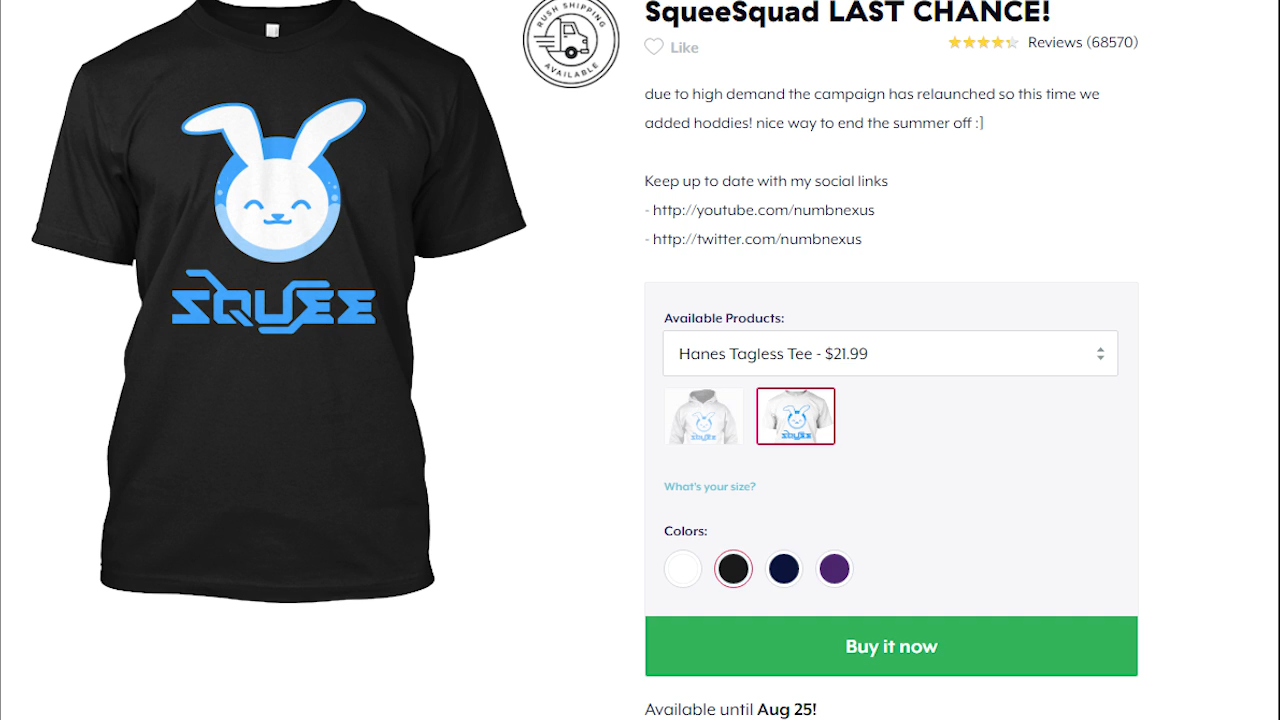 SqueeSquad LAST CHANCE!
RUSH SHIPPING
AVAILABLE
Like
Reviews (68570)
due to high demand the campaign has relaunched so this time we
added hoddies! nice way to end the summer off :]
Keep up to date with my social links
- http://youtube.com/numbnexus
- http://twitter.com/numbnexus
SQUEE
Available Products:
Hanes Tagless Tee - $21.99
SQUEE
SQUEE
What's your size?
Colors:
Buy it now
Available until Aug 25!